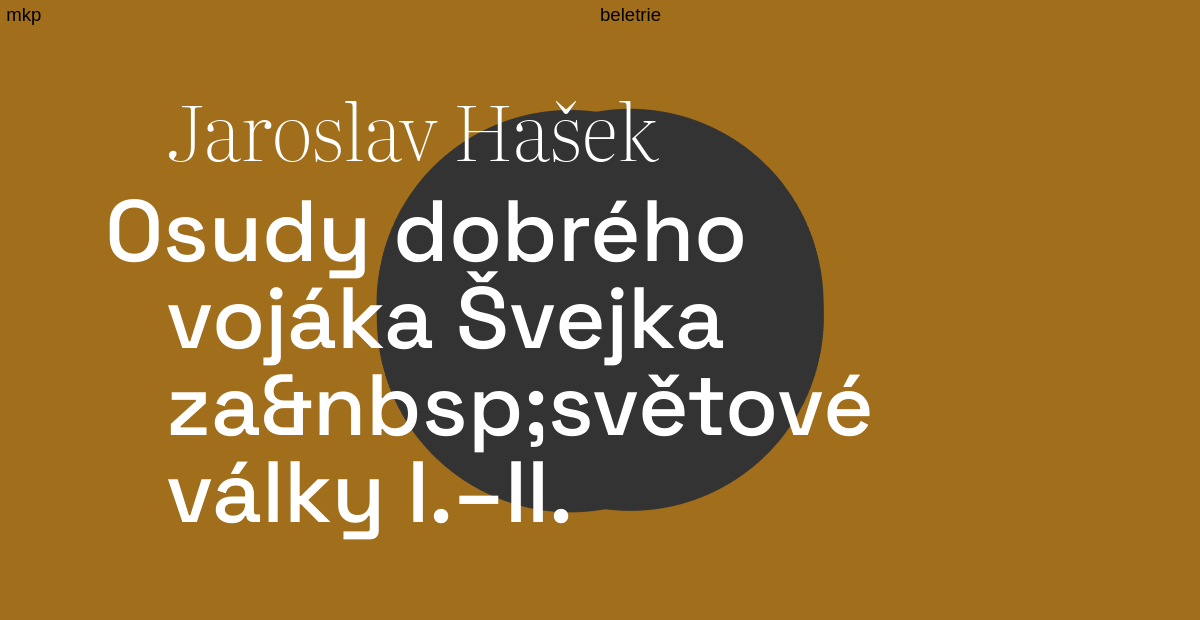 mkp
beletrie
Jaroslav Hašek
Osudy dobrého
vojáka Švejka
za&nbsp;světové
války I.–II.